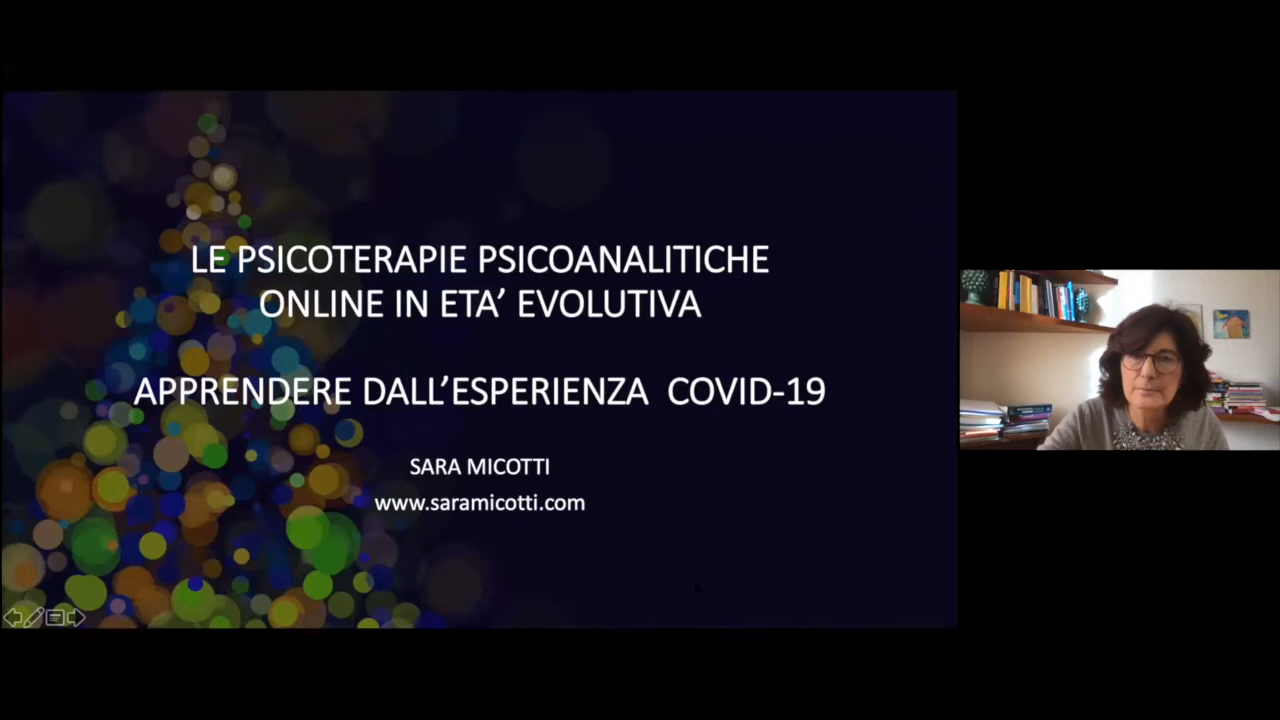 LE PSICOTERAPIE PSICOANALITICHE
ONLINE IN ETA’ EVOLUTIVA
APPRENDERE DALL’ESPERIENZA COVID-19
SARA MICOTTI
www.saramicotti.com